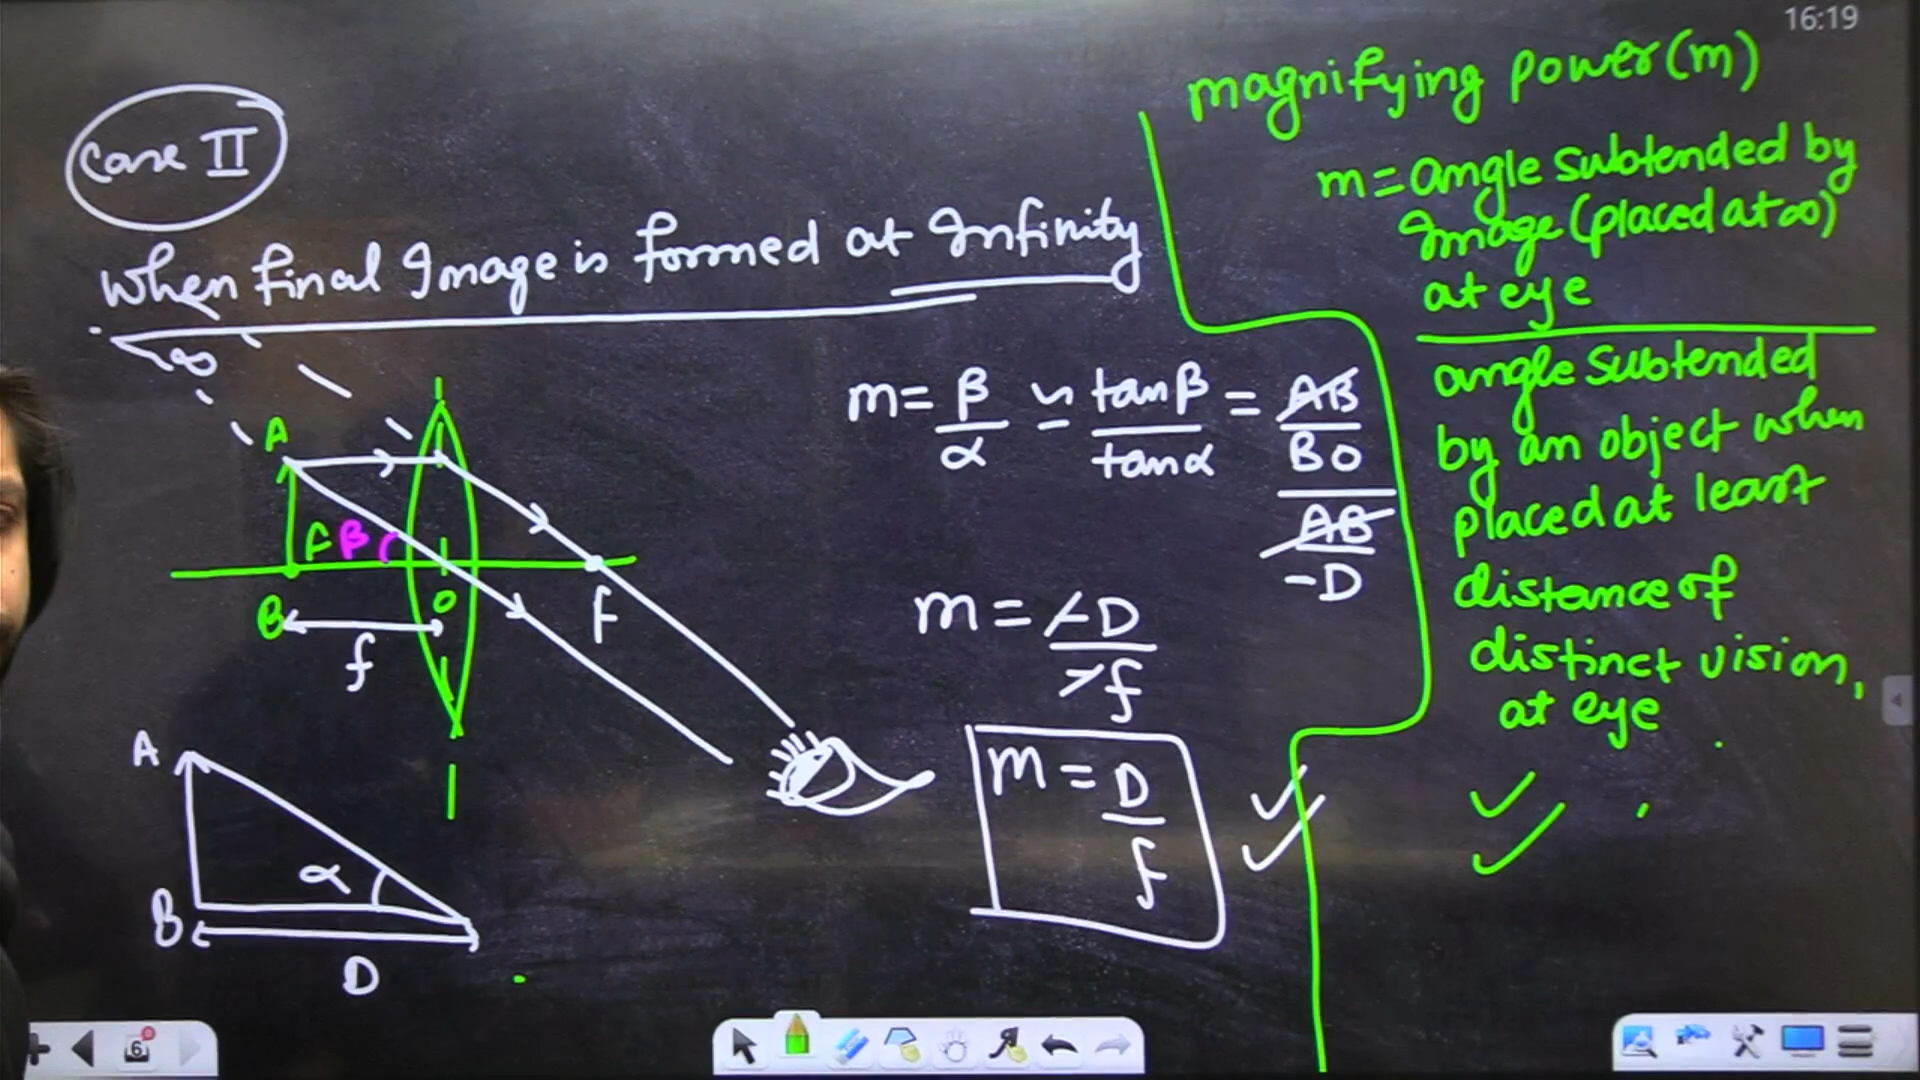 16:19
Case II
When final Image is formed at Infinity
∞
A
F β
B
O
f
f
A
α
B
D
m = β/α ≃ tanβ/tanα = AB/BO
AB/-D
m = -D/-f
m = D/f
magnifying power (m)
m = angle subtended by
Image (placed at ∞)
at eye
angle subtended
by an object when
placed at least
distance of
distinct vision,
at eye
6